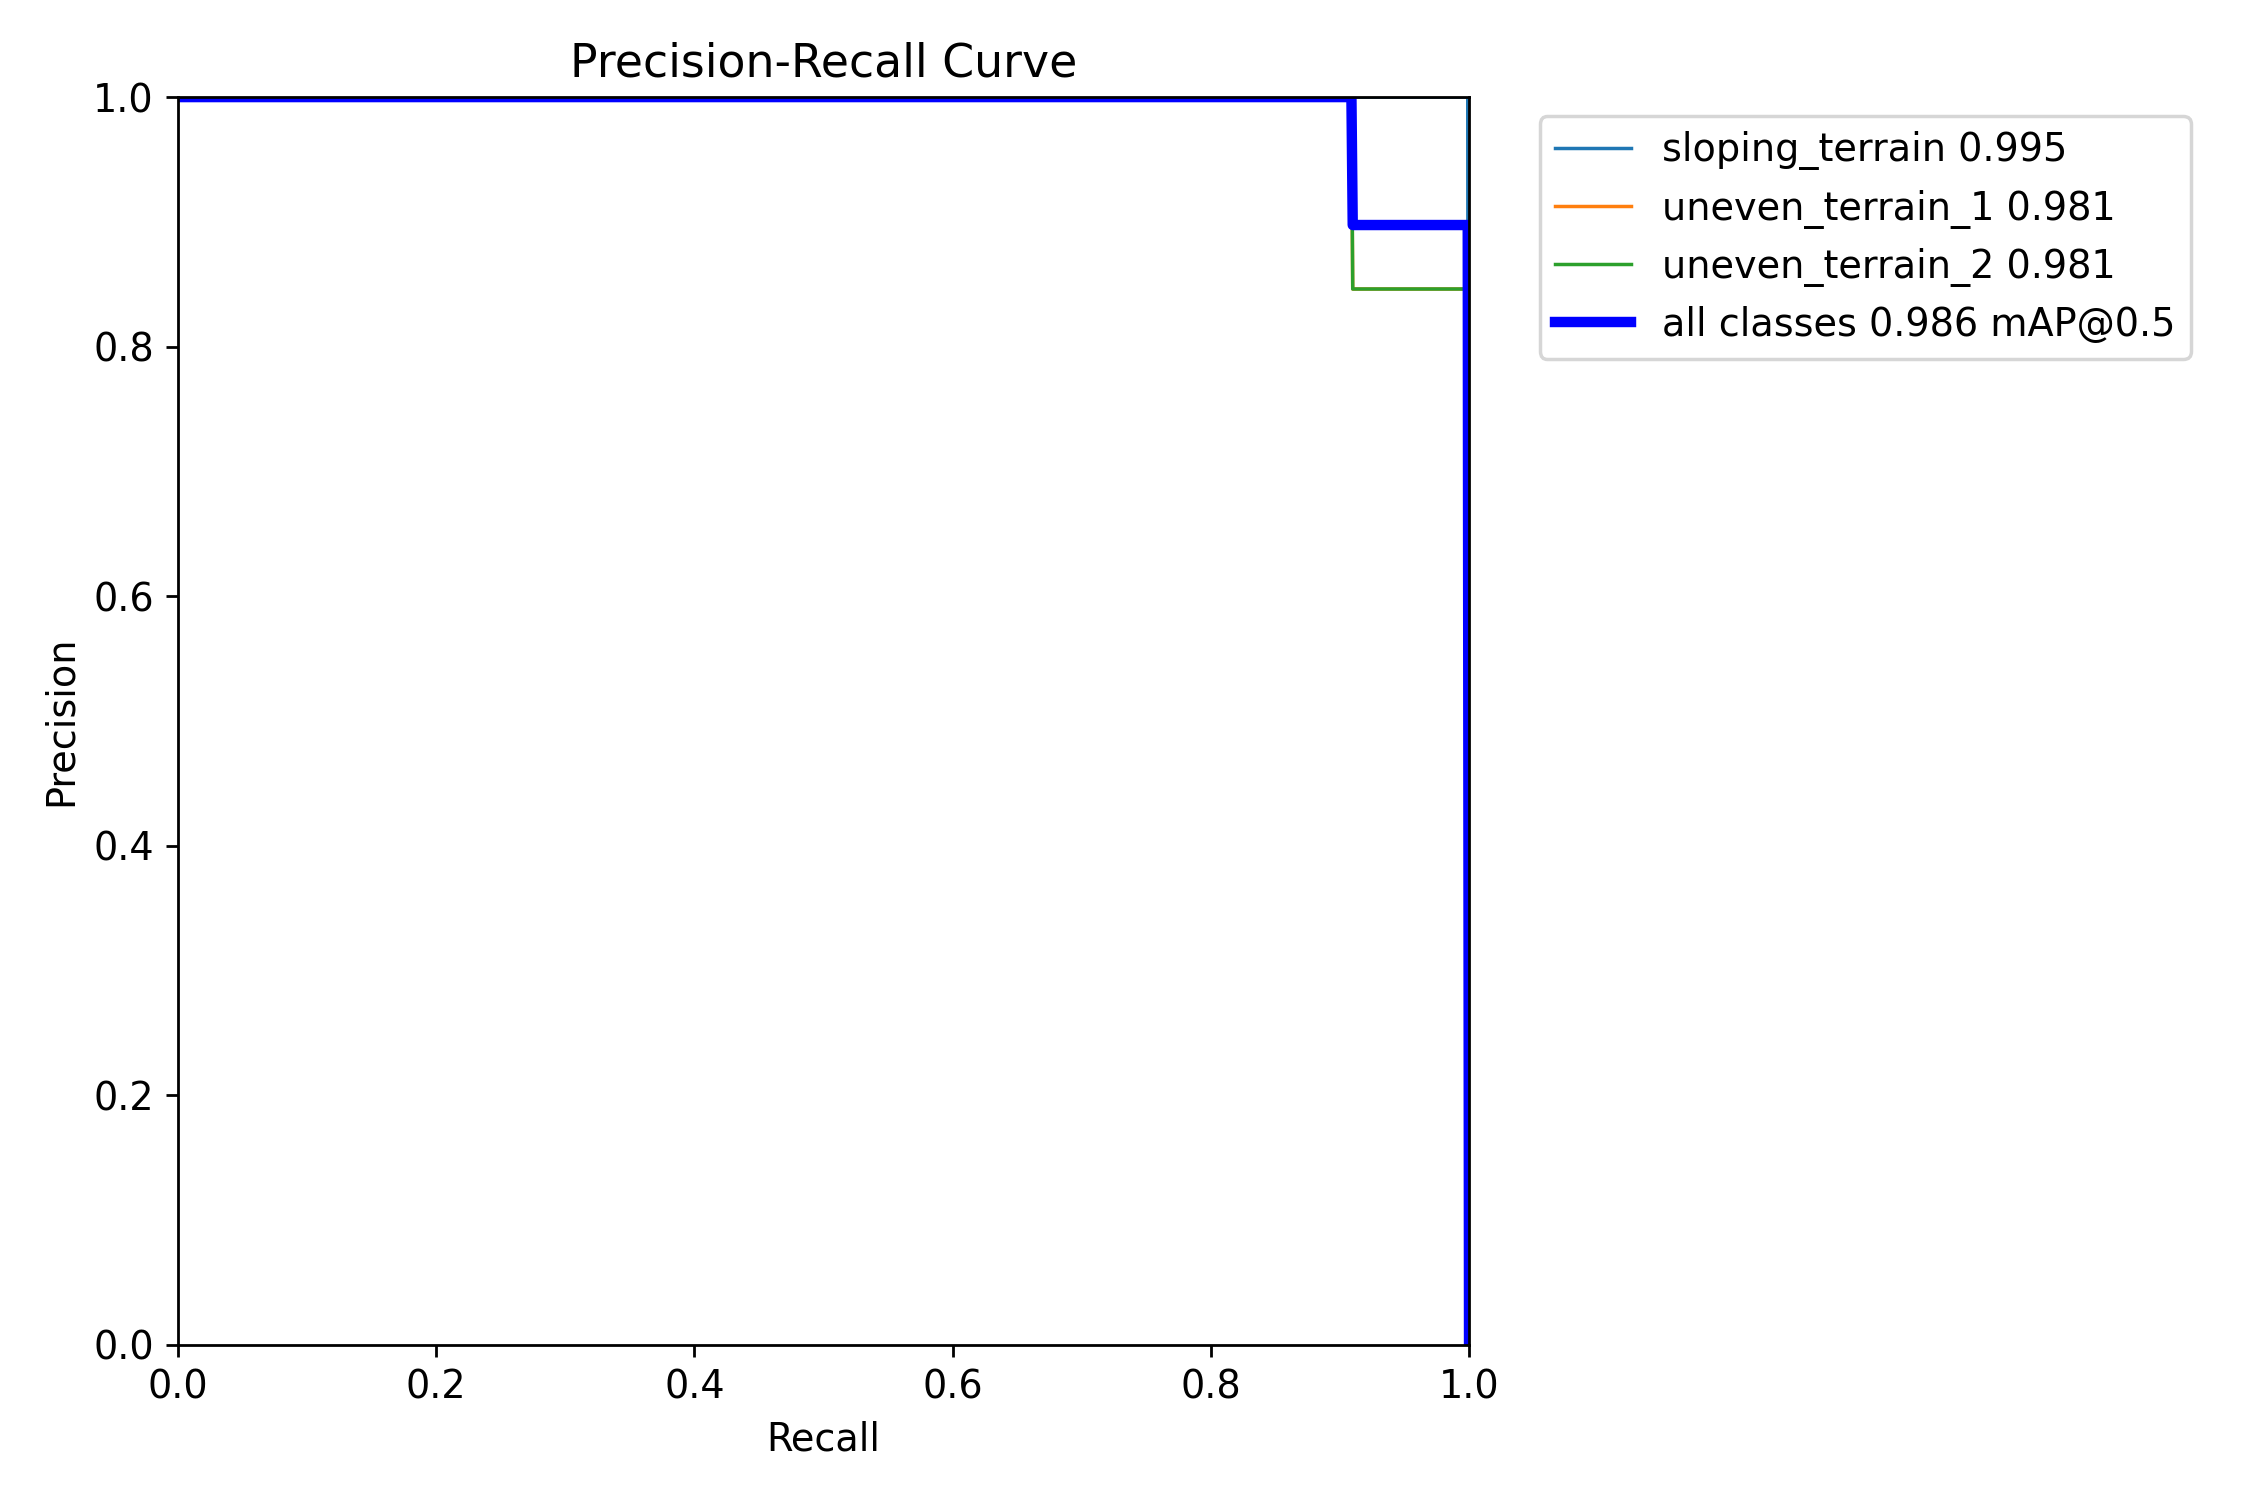 Precision-Recall Curve
1.0
0.8
0.6
0.4
0.2
0.0
Precision
0.0 0.2 0.4 0.6 0.8 1.0
Recall
sloping_terrain 0.995
uneven_terrain_1 0.981
uneven_terrain_2 0.981
all classes 0.986 mAP@0.5